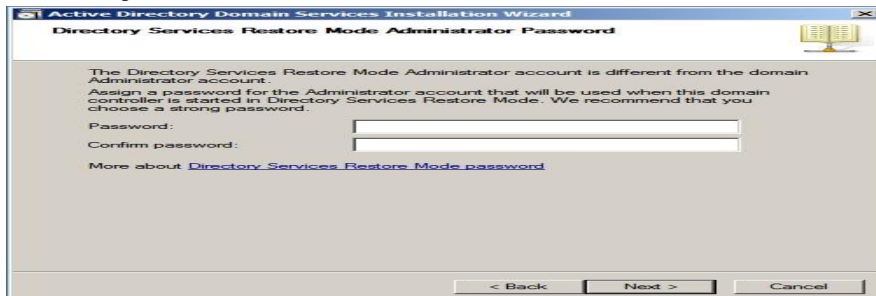 Active Directory Domain Services Installation Wizard
Directory Services Restore Mode Administrator Password
The Directory Services Restore Mode Administrator account is different from the domain
Administrator account.
Assign a password for the Administrator account that will be used when this domain
controller is started in Directory Services Restore Mode. We recommend that you
choose a strong password.
Password:
Confirm password:
More about Directory Services Restore Mode password
< Back Next > Cancel